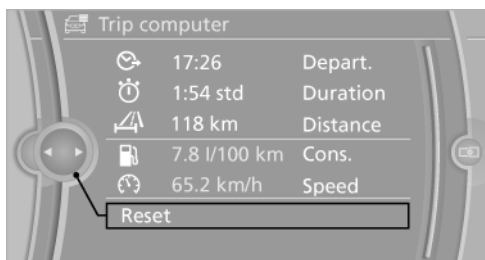 Trip computer
17:26 Depart.
1:54 std Duration
118 km Distance
7.8 l/100 km Cons.
65.2 km/h Speed
Reset